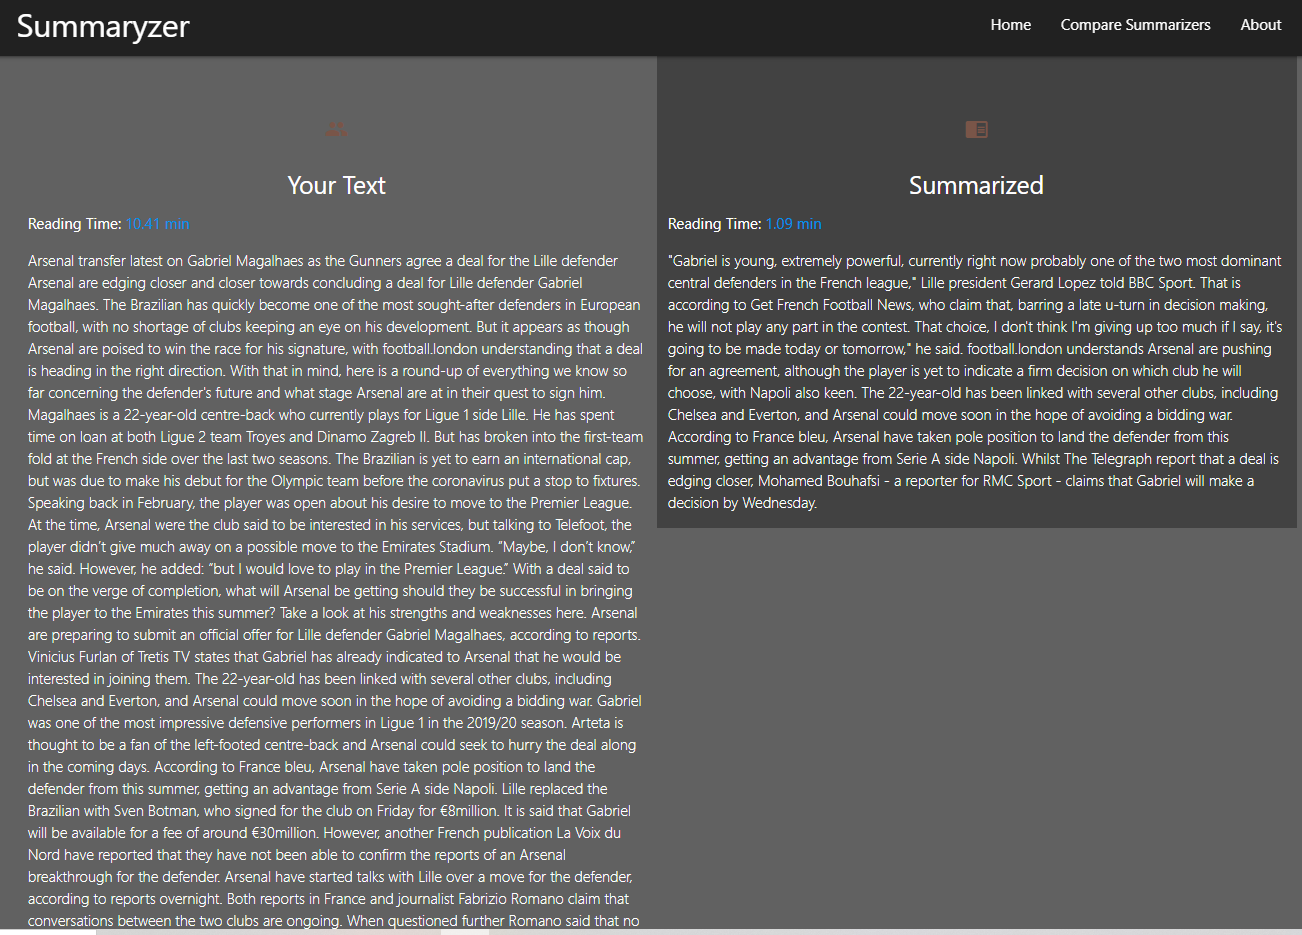 Summaryzer
Home
Compare Summarizers
About
Your Text
Reading Time: 10.41 min
Arsenal transfer latest on Gabriel Magalhaes as the Gunners agree a deal for the Lille defender
Arsenal are edging closer and closer towards concluding a deal for Lille defender Gabriel
Magalhaes. The Brazilian has quickly become one of the most sought-after defenders in European
football, with no shortage of clubs keeping an eye on his development. But it appears as though
Arsenal are poised to win the race for his signature, with football.london understanding that a deal
is heading in the right direction. With that in mind, here is a round-up of everything we know so
far concerning the defender's future and what stage Arsenal are at in their quest to sign him.
Magalhaes is a 22-year-old centre-back who currently plays for Ligue 1 side Lille. He has spent
time on loan at both Ligue 2 team Troyes and Dinamo Zagreb II. But has broken into the first-team
fold at the French side over the last two seasons. The Brazilian is yet to earn an international cap,
but was due to make his debut for the Olympic team before the coronavirus put a stop to fixtures.
Speaking back in February, the player was open about his desire to move to the Premier League.
At the time, Arsenal were the club said to be interested in his services, but talking to Telefoot, the
player didn’t give much away on a possible move to the Emirates Stadium. “Maybe, I don’t know,”
he said. However, he added: “but I would love to play in the Premier League.” With a deal said to
be on the verge of completion, what will Arsenal be getting should they be successful in bringing
the player to the Emirates this summer? Take a look at his strengths and weaknesses here. Arsenal
are preparing to submit an official offer for Lille defender Gabriel Magalhaes, according to reports.
Vinicius Furlan of Tretis TV states that Gabriel has already indicated to Arsenal that he would be
interested in joining them. The 22-year-old has been linked with several other clubs, including
Chelsea and Everton, and Arsenal could move soon in the hope of avoiding a bidding war. Gabriel
was one of the most impressive defensive performers in Ligue 1 in the 2019/20 season. Arteta is
thought to be a fan of the left-footed centre-back and Arsenal could seek to hurry the deal along
in the coming days. According to France bleu, Arsenal have taken pole position to land the
defender from this summer, getting an advantage from Serie A side Napoli. Lille replaced the
Brazilian with Sven Botman, who signed for the club on Friday for €8million. It is said that Gabriel
will be available for a fee of around €30million. However, another French publication La Voix du
Nord have reported that they have not been able to confirm the reports of an Arsenal
breakthrough for the defender. Arsenal have started talks with Lille over a move for the defender,
according to reports overnight. Both reports in France and journalist Fabrizio Romano claim that
conversations between the two clubs are ongoing. When questioned further Romano said that no
Summarized
Reading Time: 1.09 min
"Gabriel is young, extremely powerful, currently right now probably one of the two most dominant
central defenders in the French league," Lille president Gerard Lopez told BBC Sport. That is
according to Get French Football News, who claim that, barring a late u-turn in decision making,
he will not play any part in the contest. That choice, I don't think I'm giving up too much if I say, it's
going to be made today or tomorrow," he said. football.london understands Arsenal are pushing
for an agreement, although the player is yet to indicate a firm decision on which club he will
choose, with Napoli also keen. The 22-year-old has been linked with several other clubs, including
Chelsea and Everton, and Arsenal could move soon in the hope of avoiding a bidding war.
According to France bleu, Arsenal have taken pole position to land the defender from this
summer, getting an advantage from Serie A side Napoli. Whilst The Telegraph report that a deal is
edging closer, Mohamed Bouhafsi - a reporter for RMC Sport - claims that Gabriel will make a
decision by Wednesday.